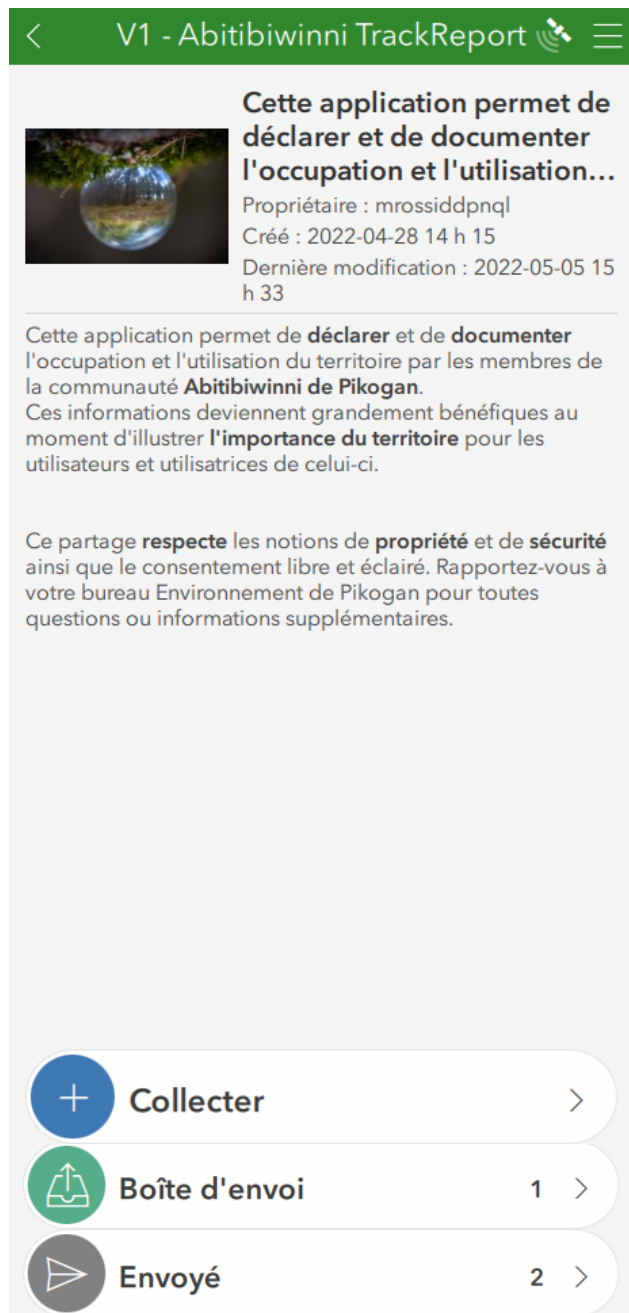 V1 - Abitibiwinni TrackReport
Cette application permet de
déclarer et de documenter
l'occupation et l'utilisation...
Propriétaire : mrossiddpnql
Créé : 2022-04-28 14 h 15
Dernière modification : 2022-05-05 15
h 33
Cette application permet de déclarer et de documenter
l'occupation et l'utilisation du territoire par les membres de
la communauté Abitibiwinni de Pikogan.
Ces informations deviennent grandement bénéfiques au
moment d'illustrer l'importance du territoire pour les
utilisateurs et utilisatrices de celui-ci.
Ce partage respecte les notions de propriété et de sécurité
ainsi que le consentement libre et éclairé. Rapportez-vous à
votre bureau Environnement de Pikogan pour toutes
questions ou informations supplémentaires.
Collecter
Boîte d'envoi 1
Envoyé 2